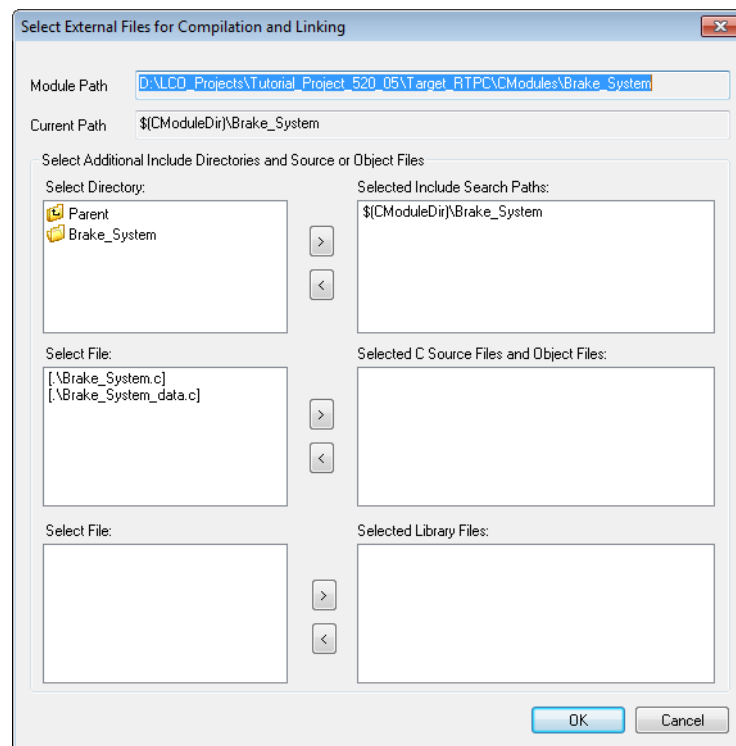 Select External Files for Compilation and Linking
Module Path D:\LCO_Projects\Tutorial_Project_520_05\Target_RTPC\CModules\Brake_System
Current Path $(CModuleDir)\Brake_System
Select Additional Include Directories and Source or Object Files
Select Directory:
Parent
Brake_System
>
<
Selected Include Search Paths:
$(CModuleDir)\Brake_System
Select File:
[.\Brake_System.c]
[.\Brake_System_data.c]
>
<
Selected C Source Files and Object Files:
Select File:
>
<
Selected Library Files:
OK
Cancel